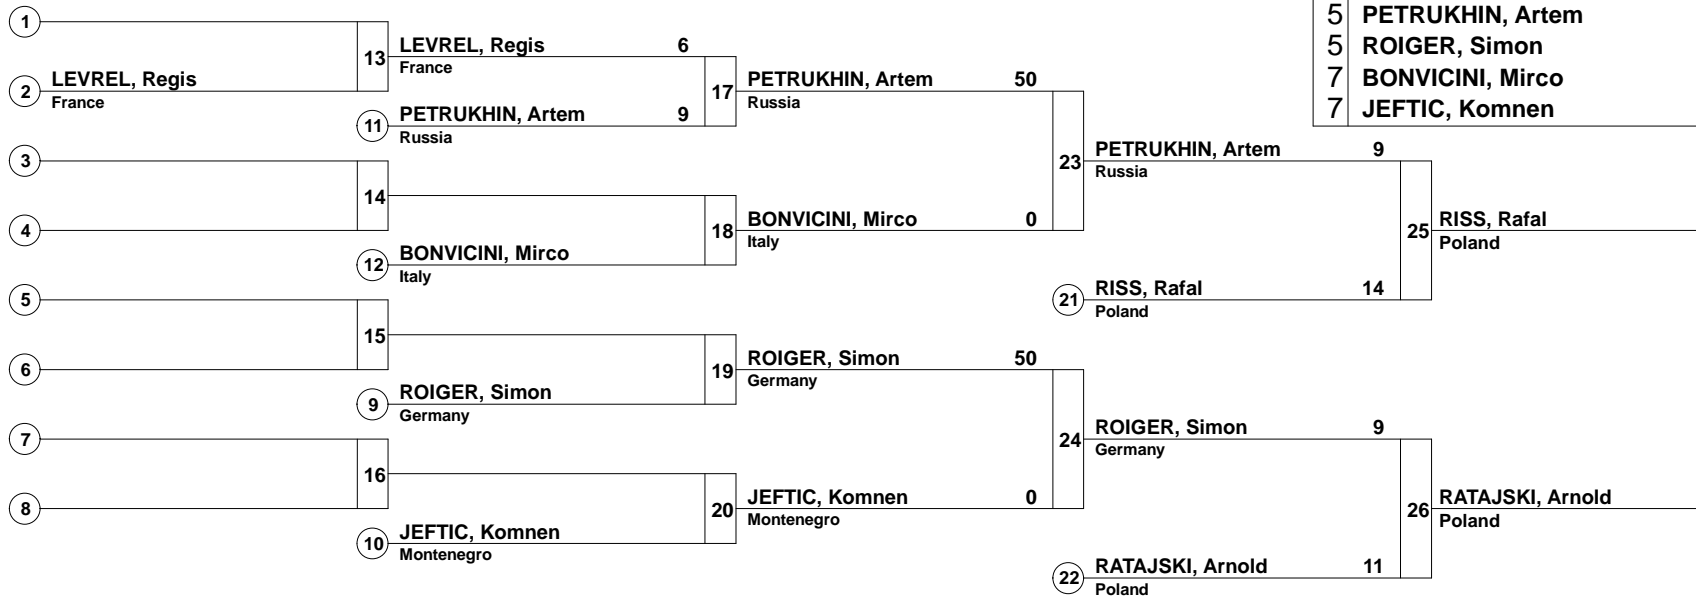 1
5 PETRUKHIN, Artem
5 ROIGER, Simon
7 BONVICINI, Mirco
7 JEFTIC, Komnen
13 LEVREL, Regis 6
France
2 LEVREL, Regis
France
17 PETRUKHIN, Artem 50
Russia
11 PETRUKHIN, Artem 9
Russia
3
23 PETRUKHIN, Artem 9
Russia
14
4
18 BONVICINI, Mirco 0
Italy
25 RISS, Rafal
Poland
12 BONVICINI, Mirco
Italy
5
21 RISS, Rafal 14
Poland
15
6
19 ROIGER, Simon 50
Germany
9 ROIGER, Simon
Germany
7
24 ROIGER, Simon 9
Germany
16
8
20 JEFTIC, Komnen 0
Montenegro
26 RATAJSKI, Arnold
Poland
10 JEFTIC, Komnen
Montenegro
22 RATAJSKI, Arnold 11
Poland